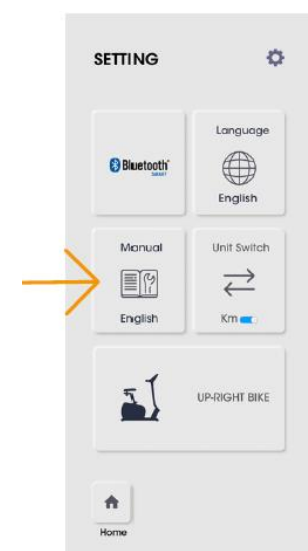 SETTING
Bluetooth
SMART
Language
English
Manual
English
Unit Switch
Km
UP-RIGHT BIKE
Home